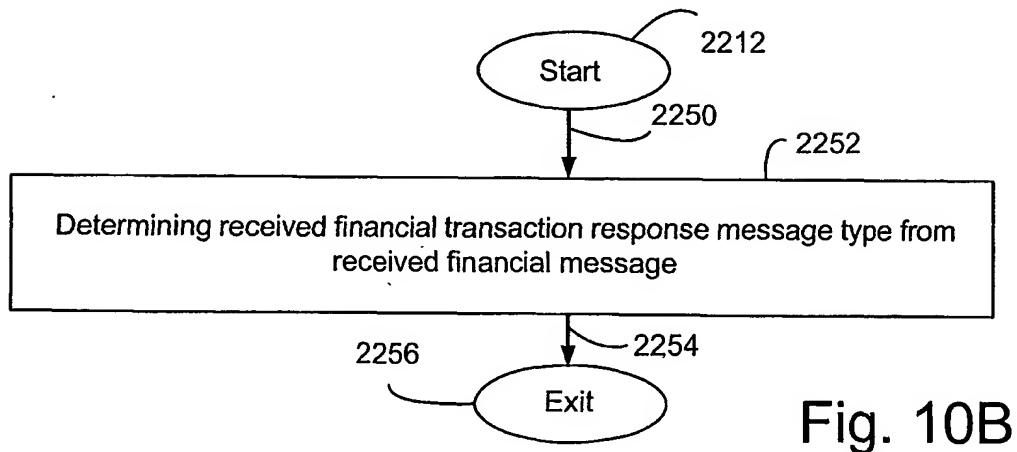 2212
Start
2250
2252
Determining received financial transaction response message type from
received financial message
2254
2256
Exit
Fig. 10B